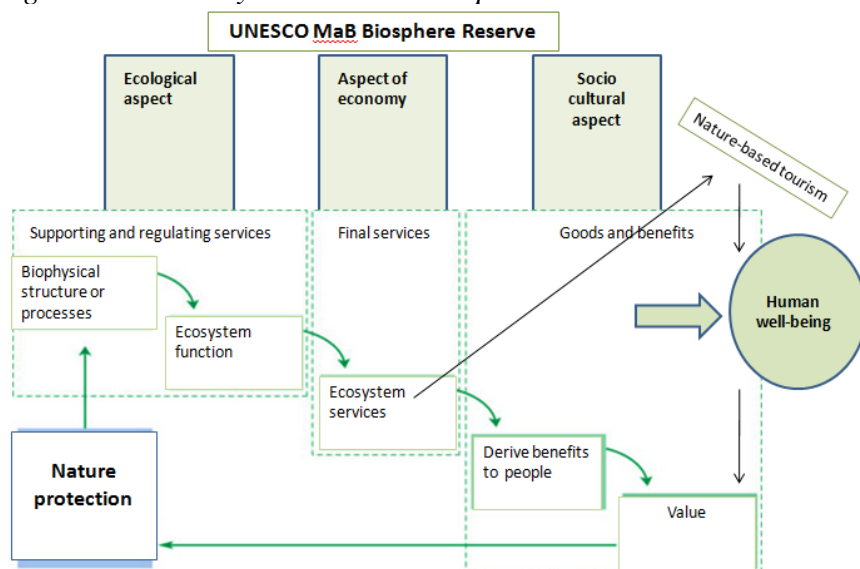 UNESCO MaB Biosphere Reserve
Ecological
aspect
Aspect of
economy
Socio
cultural
aspect
Nature-based tourism
Supporting and regulating services
Final services
Goods and benefits
Biophysical
structure or
processes
Ecosystem
function
Human
well-being
Ecosystem
services
Derive benefits
to people
Nature
protection
Value